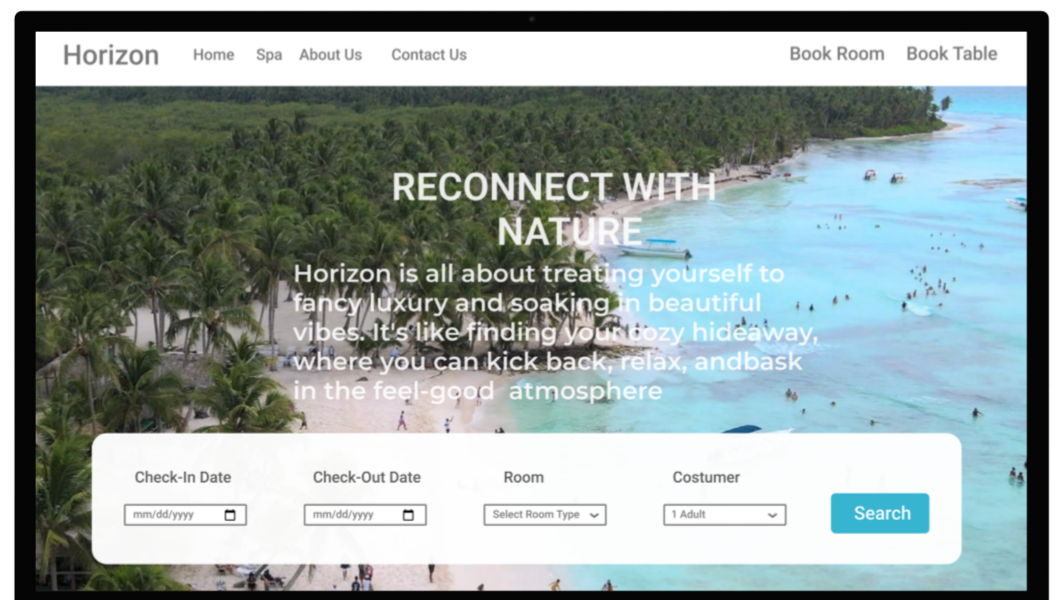 Horizon Home Spa About Us Contact Us Book Room Book Table
RECONNECT WITH
NATURE
Horizon is all about treating yourself to
fancy luxury and soaking in beautiful
vibes. It's like finding your cozy hideaway,
where you can kick back, relax, andbask
in the feel-good atmosphere
Check-In Date Check-Out Date Room Costumer
mm/dd/yyyy mm/dd/yyyy Select Room Type 1 Adult Search